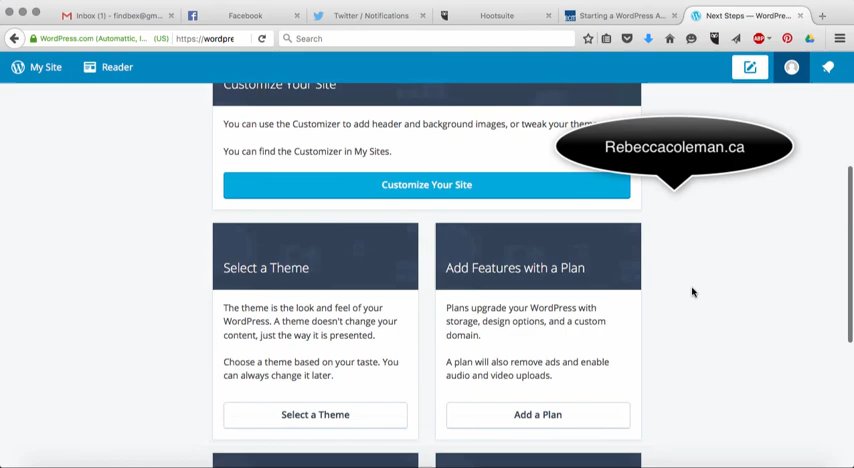 Inbox (1) - findbex@gm...
Facebook
Twitter / Notifications
Hootsuite
Starting a WordPress A...
Next Steps — WordPre...
WordPress.com (Automattic, I... (US)
https://wordpre
Search
ABP
My Site
Reader
Customize Your Site
You can use the Customizer to add header and background images, or tweak your theme
You can find the Customizer in My Sites.
Customize Your Site
Rebeccacoleman.ca
Select a Theme
The theme is the look and feel of your
WordPress. A theme doesn't change your
content, just the way it is presented.
Choose a theme based on your taste. You
can always change it later.
Select a Theme
Add Features with a Plan
Plans upgrade your WordPress with
storage, design options, and a custom
domain.
A plan will also remove ads and enable
audio and video uploads.
Add a Plan